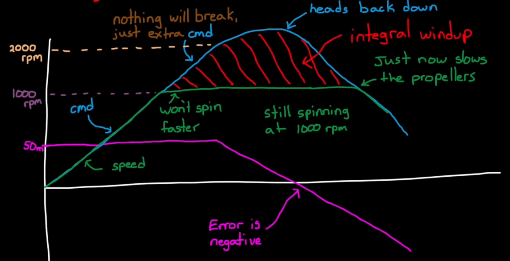 nothing will break,
just extra cmd
heads back down
2000
rpm
cmd
integral windup
Just now slows
the propellers
1000
rpm
cmd
won't spin
faster
Still spinning
at 1000 rpm
50m
speed
Error is
negative